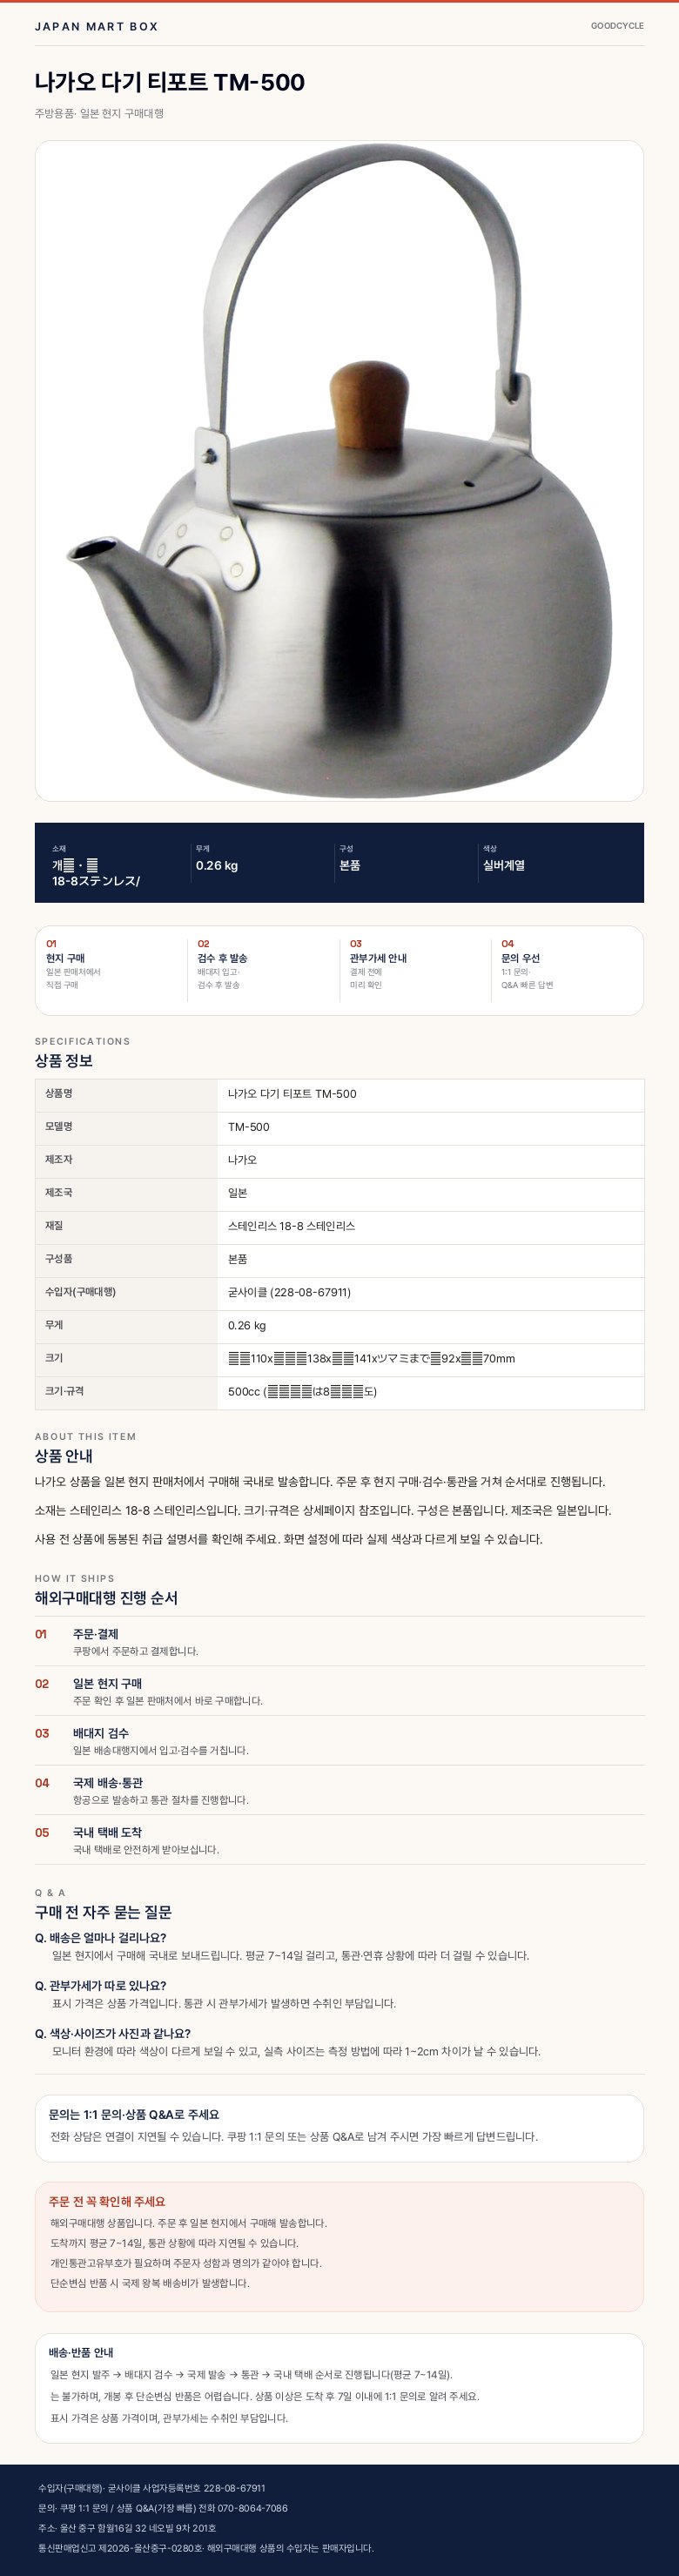 JAPAN MART BOX
GOODCYCLE
나가오 다기 티포트 TM-500
주방용품· 일본 현지 구매대행
소재
개 ·
18-8ステンレス/
무게
0.26 kg
구성
본품
색상
실버계열
01
현지 구매
일본 판매처에서
직접 구매
02
검수 후 발송
배대지 입고·
검수 후 발송
03
관부가세 안내
결제 전에
미리 확인
04
문의 우선
1:1 문의·
Q&A 빠른 답변
SPECIFICATIONS
상품 정보
상품명 나가오 다기 티포트 TM-500
모델명 TM-500
제조자 나가오
제조국 일본
재질 스테인리스 18-8 스테인리스
구성품 본품
수입자(구매대행) 굳사이클 (228-08-67911)
무게 0.26 kg
크기 110x 138x 141xツマミまで 92x 70mm
크기·규격 500cc ( は8 도)
ABOUT THIS ITEM
상품 안내
나가오 상품을 일본 현지 판매처에서 구매해 국내로 발송합니다. 주문 후 현지 구매·검수·통관을 거쳐 순서대로 진행됩니다.
소재는 스테인리스 18-8 스테인리스입니다. 크기·규격은 상세페이지 참조입니다. 구성은 본품입니다. 제조국은 일본입니다.
사용 전 상품에 동봉된 취급 설명서를 확인해 주세요. 화면 설정에 따라 실제 색상과 다르게 보일 수 있습니다.
HOW IT SHIPS
해외구매대행 진행 순서
01 주문·결제
쿠팡에서 주문하고 결제합니다.
02 일본 현지 구매
주문 확인 후 일본 판매처에서 바로 구매합니다.
03 배대지 검수
일본 배송대행지에서 입고·검수를 거칩니다.
04 국제 배송·통관
항공으로 발송하고 통관 절차를 진행합니다.
05 국내 택배 도착
국내 택배로 안전하게 받아보십니다.
Q & A
구매 전 자주 묻는 질문
Q. 배송은 얼마나 걸리나요?
일본 현지에서 구매해 국내로 보내드립니다. 평균 7~14일 걸리고, 통관·연휴 상황에 따라 더 걸릴 수 있습니다.
Q. 관부가세가 따로 있나요?
표시 가격은 상품 가격입니다. 통관 시 관부가세가 발생하면 수취인 부담입니다.
Q. 색상·사이즈가 사진과 같나요?
모니터 환경에 따라 색상이 다르게 보일 수 있고, 실측 사이즈는 측정 방법에 따라 1~2cm 차이가 날 수 있습니다.
문의는 1:1 문의·상품 Q&A로 주세요
전화 상담은 연결이 지연될 수 있습니다. 쿠팡 1:1 문의 또는 상품 Q&A로 남겨 주시면 가장 빠르게 답변드립니다.
주문 전 꼭 확인해 주세요
해외구매대행 상품입니다. 주문 후 일본 현지에서 구매해 발송합니다.
도착까지 평균 7~14일, 통관 상황에 따라 지연될 수 있습니다.
개인통관고유부호가 필요하며 주문자 성함과 명의가 같아야 합니다.
단순변심 반품 시 국제 왕복 배송비가 발생합니다.
배송·반품 안내
일본 현지 발주 → 배대지 검수 → 국제 발송 → 통관 → 국내 택배 순서로 진행됩니다(평균 7~14일).
는 불가하며, 개봉 후 단순변심 반품은 어렵습니다. 상품 이상은 도착 후 7일 이내에 1:1 문의로 알려 주세요.
표시 가격은 상품 가격이며, 관부가세는 수취인 부담입니다.
수입자(구매대행)· 굳사이클 사업자등록번호 228-08-67911
문의· 쿠팡 1:1 문의 / 상품 Q&A(가장 빠름) 전화 070-8064-7086
주소· 울산 중구 함월16길 32 네오빌 9차 201호
통신판매업신고 제2026-울산중구-0280호· 해외구매대행 상품의 수입자는 판매자입니다.